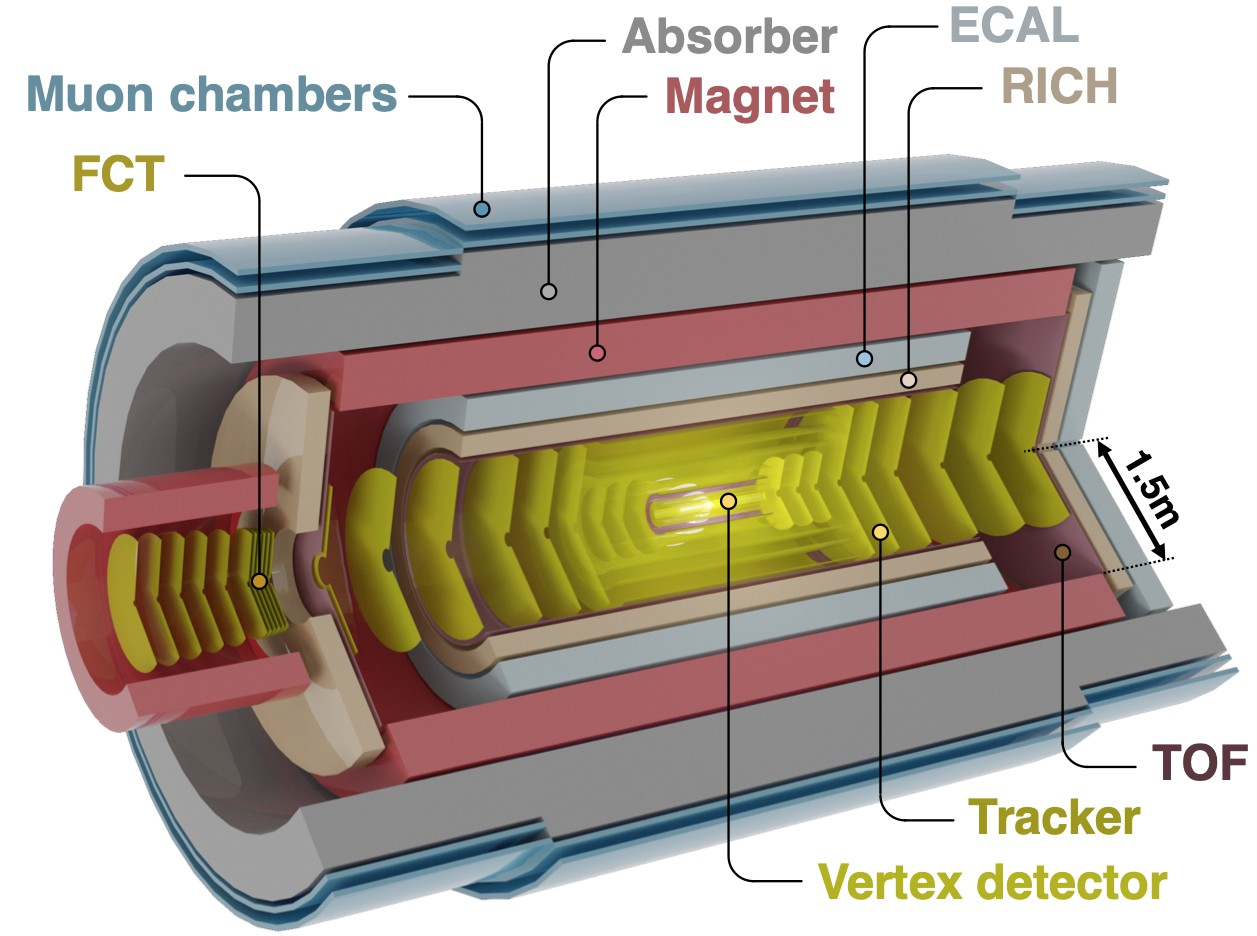 Absorber
ECAL
Muon chambers
Magnet
RICH
FCT
1.5m
TOF
Tracker
Vertex detector